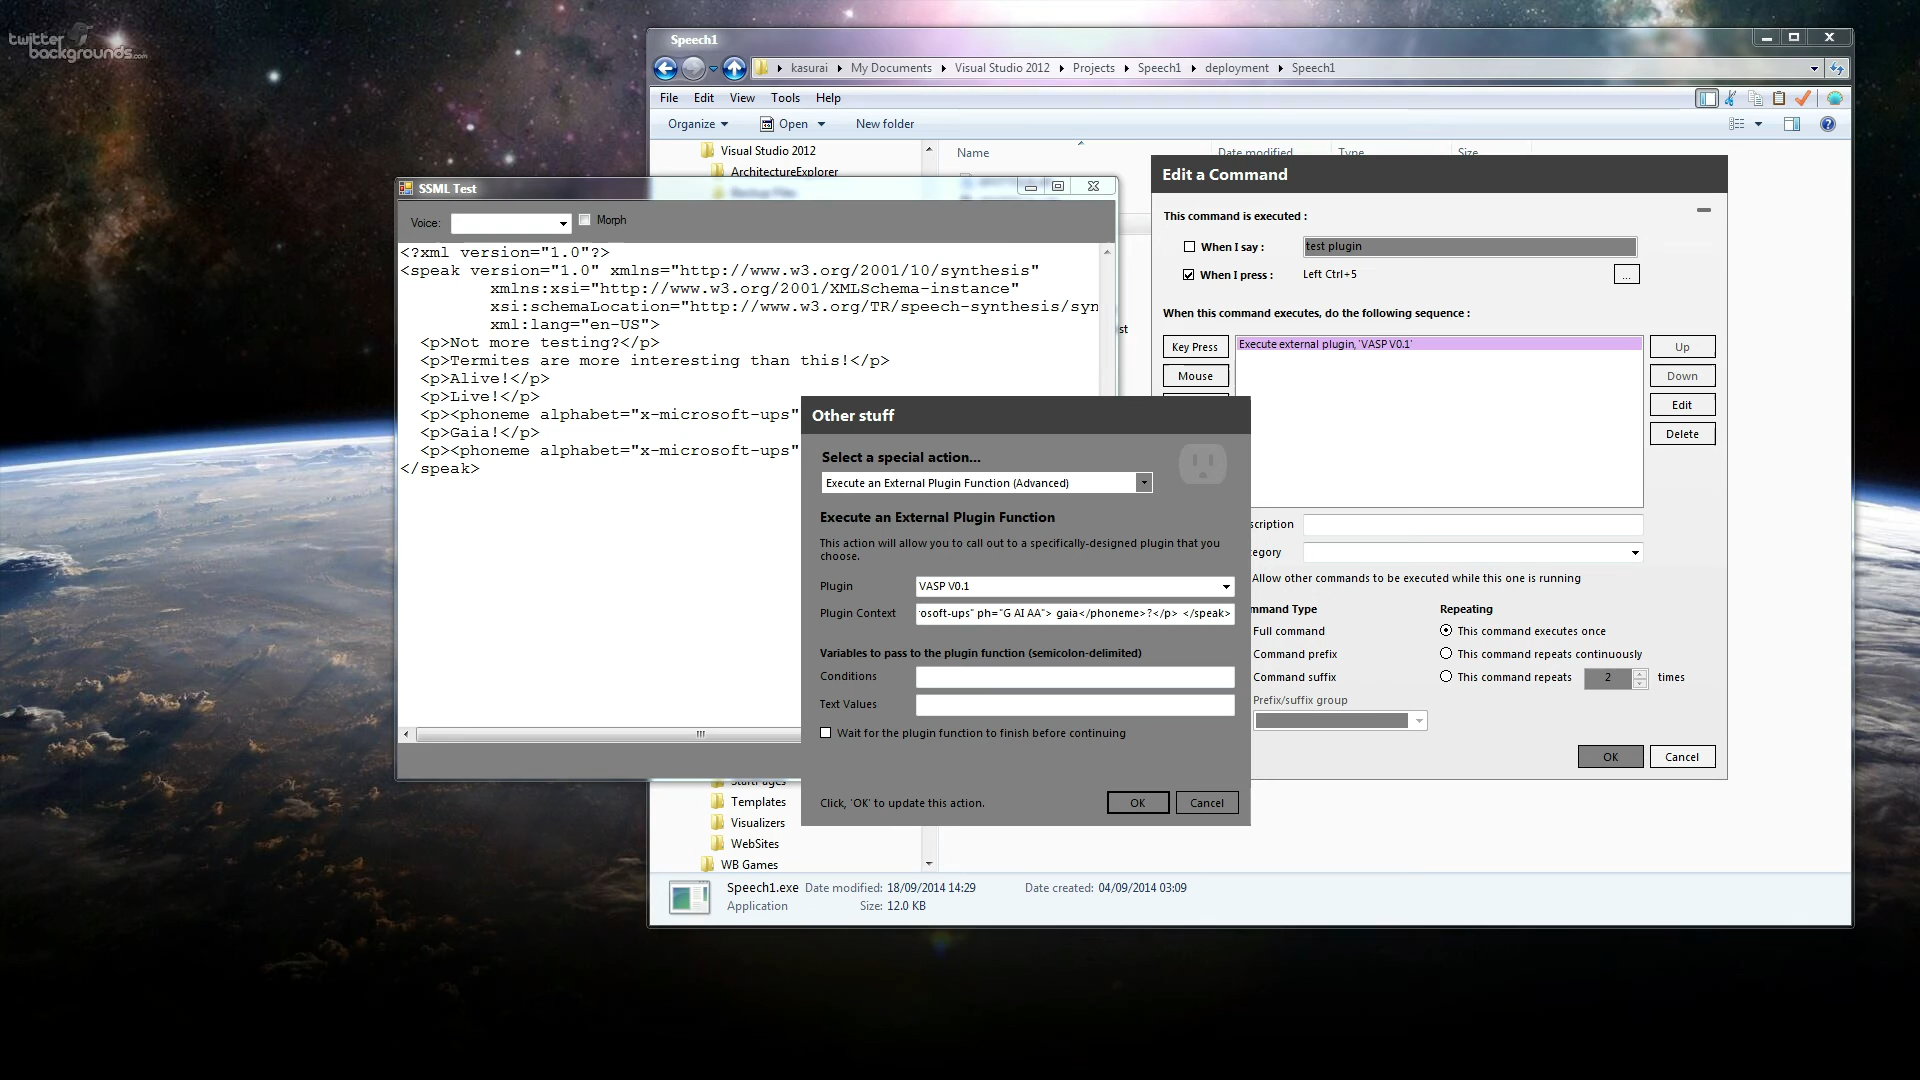 twitter
backgrounds.com
Speech1
kasurai My Documents Visual Studio 2012 Projects Speech1 deployment Speech1
File Edit View Tools Help
Organize Open New folder
Visual Studio 2012
ArchitectureExplorer
Name Date modified Type Size
SSML Test
Voice: Morph
<?xml version="1.0"?>
<speak version="1.0" xmlns="http://www.w3.org/2001/10/synthesis"
xmlns:xsi="http://www.w3.org/2001/XMLSchema-instance"
xsi:schemaLocation="http://www.w3.org/TR/speech-synthesis/syn
xml:lang="en-US">
<p>Not more testing?</p>
<p>Termites are more interesting than this!</p>
<p>Alive!</p>
<p>Live!</p>
<p><phoneme alphabet="x-microsoft-ups"
<p>Gaia!</p>
<p><phoneme alphabet="x-microsoft-ups"
</speak>
st
Edit a Command
This command is executed :
When I say : test plugin
When I press : Left Ctrl+5 ...
When this command executes, do the following sequence :
Key Press
Mouse
Execute external plugin, 'VASP V0.1'
Up
Down
Edit
Delete
scription
egory
Allow other commands to be executed while this one is running
mmand Type
Full command
Command prefix
Command suffix
Prefix/suffix group
Repeating
This command executes once
This command repeats continuously
This command repeats 2 times
OK Cancel
Other stuff
Select a special action...
Execute an External Plugin Function (Advanced)
Execute an External Plugin Function
This action will allow you to call out to a specifically-designed plugin that you
choose.
Plugin VASP V0.1
Plugin Context osoft-ups" ph="G AI AA"> gaia</phoneme>?</p> </speak>
Variables to pass to the plugin function (semicolon-delimited)
Conditions
Text Values
Wait for the plugin function to finish before continuing
Click, 'OK' to update this action. OK Cancel
StartPages
Templates
Visualizers
WebSites
WB Games
Speech1.exe Date modified: 18/09/2014 14:29 Date created: 04/09/2014 03:09
Application Size: 12.0 KB